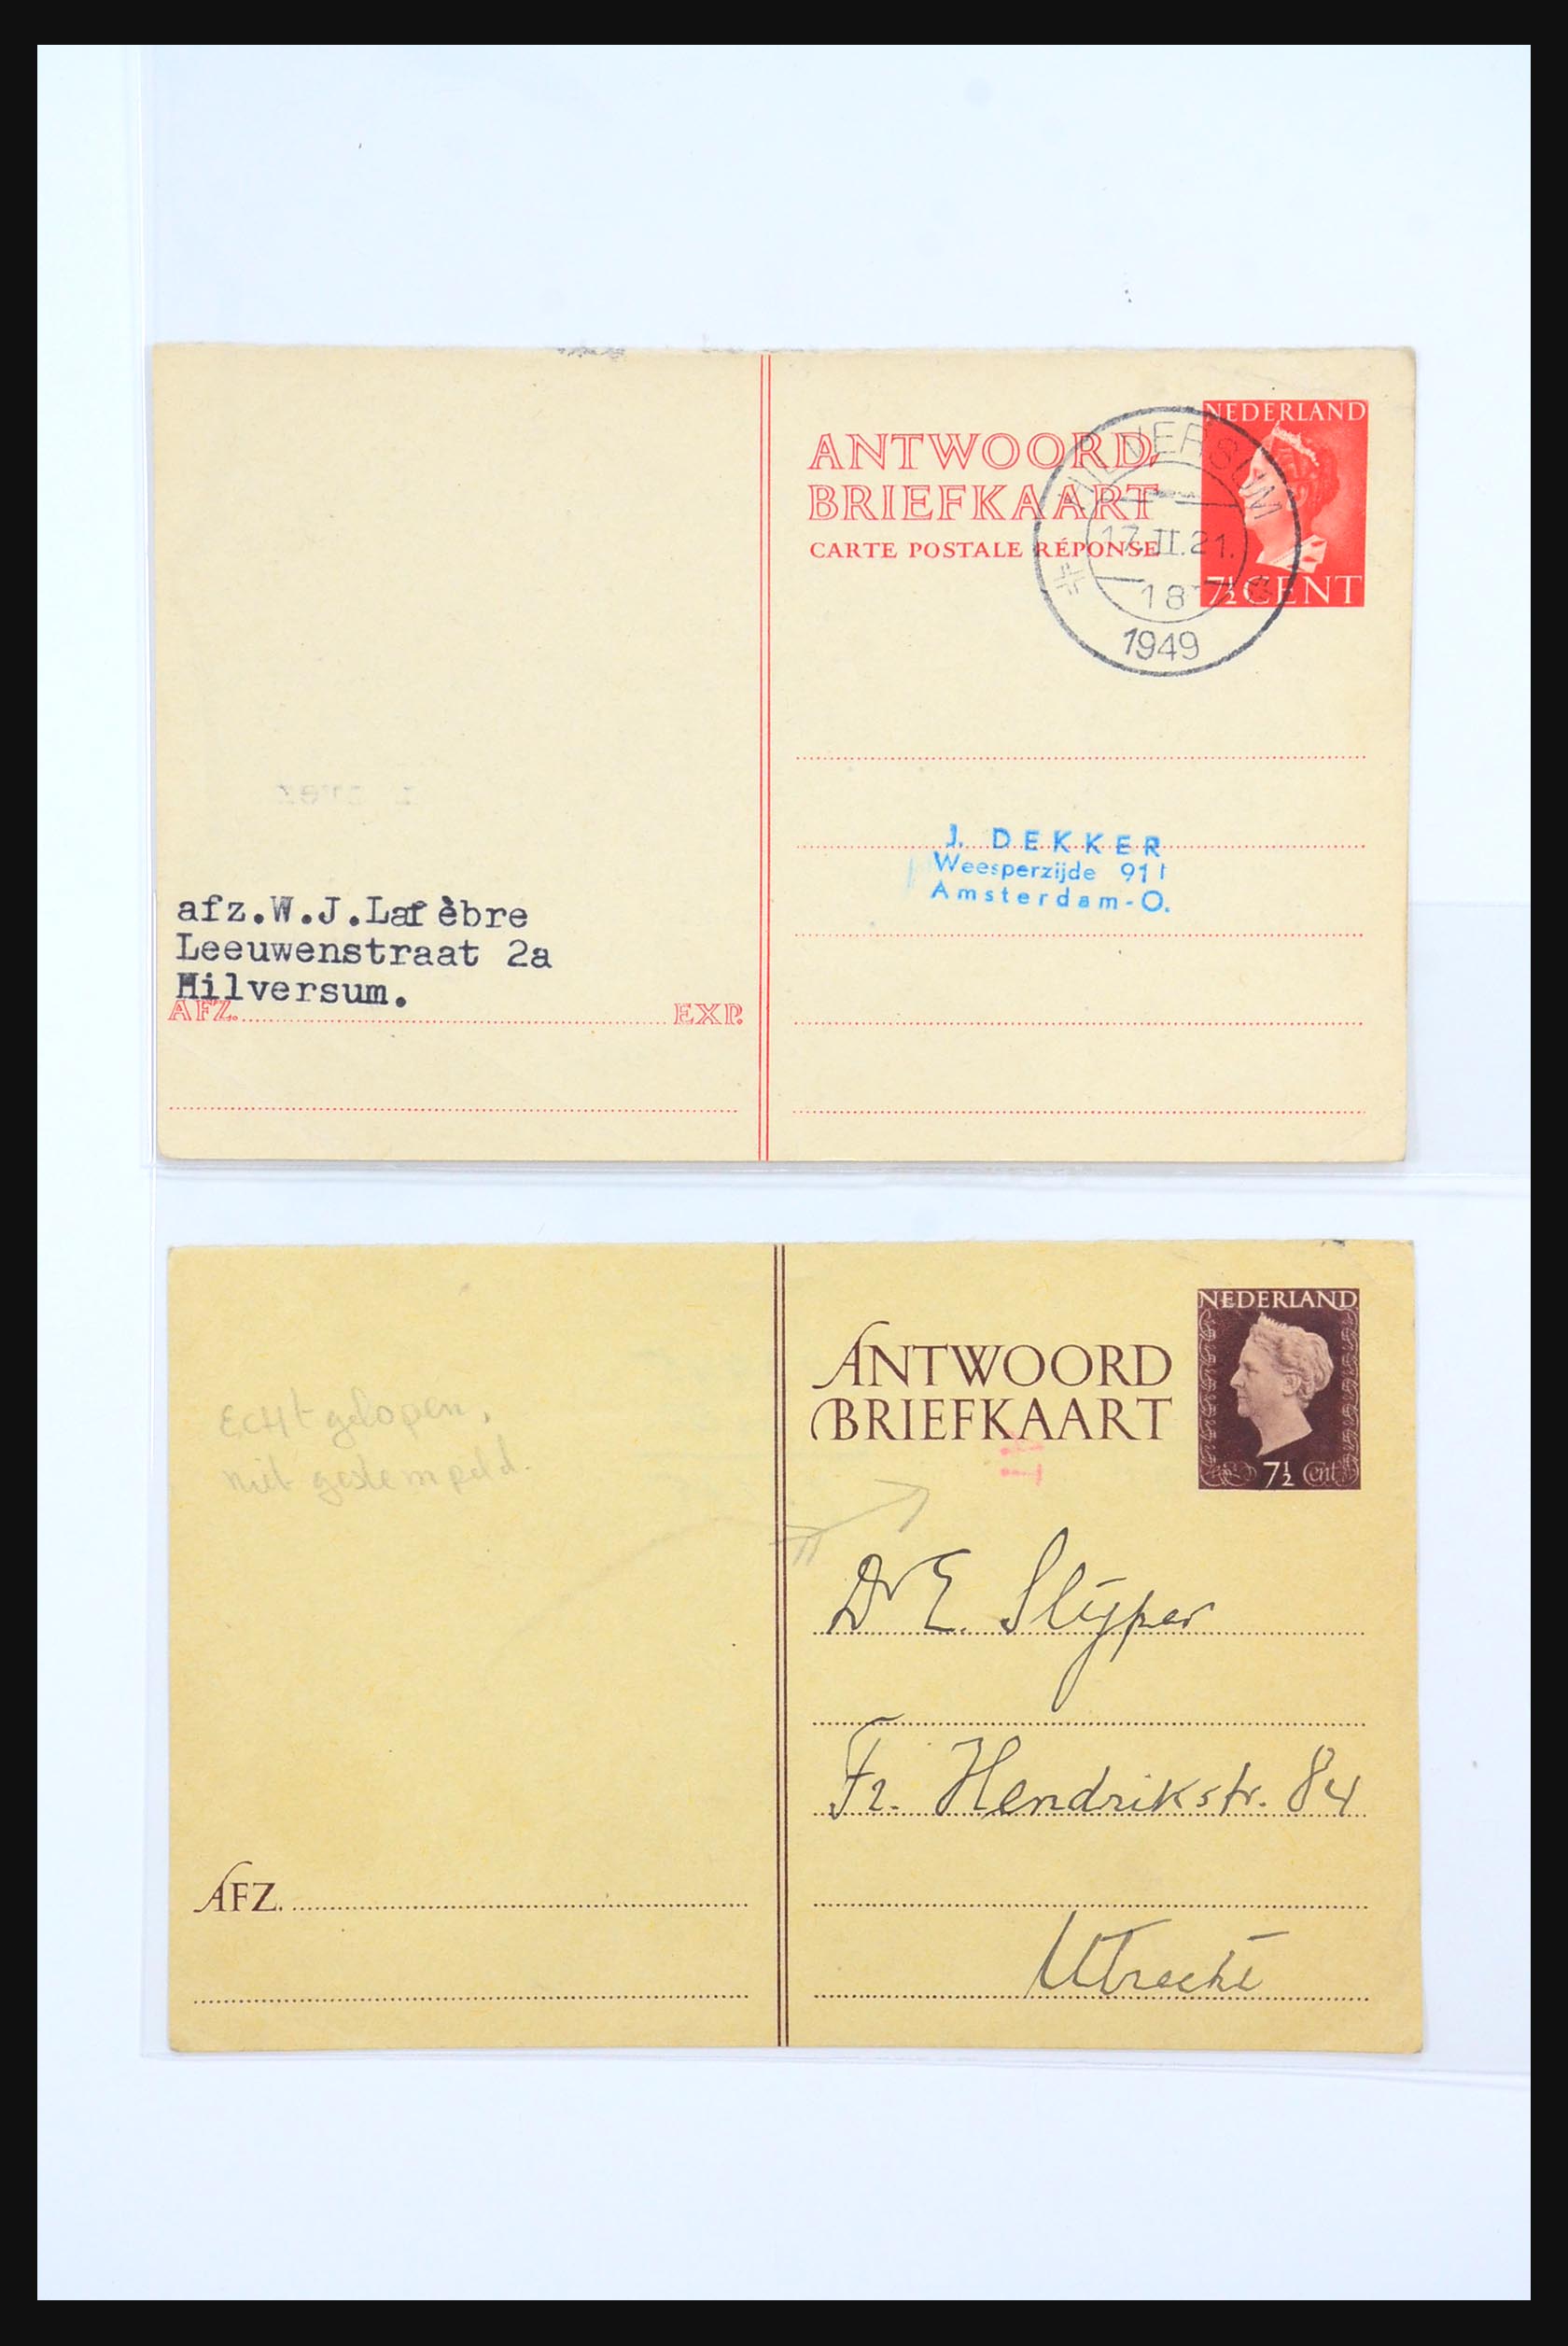 NEDERLAND
ANTWOORD,
BRIEFKAART
CARTE POSTALE RÉPONSE
7½ CENT
HILVERSUM
17.II.21.
18
1949
J. DEKKER
Weesperzijde 91 I
Amsterdam-O.
afz.W.J.Lafèbre
Leeuwenstraat 2a
Hilversum.
AFZ. EXP.
NEDERLAND
ANTWOORD
BRIEFKAART
7½ Cent
Echt gelopen,
niet gestempeld.
Dr E. Slijper
Fr. Hendrikstr. 84
AFZ.
Utrecht